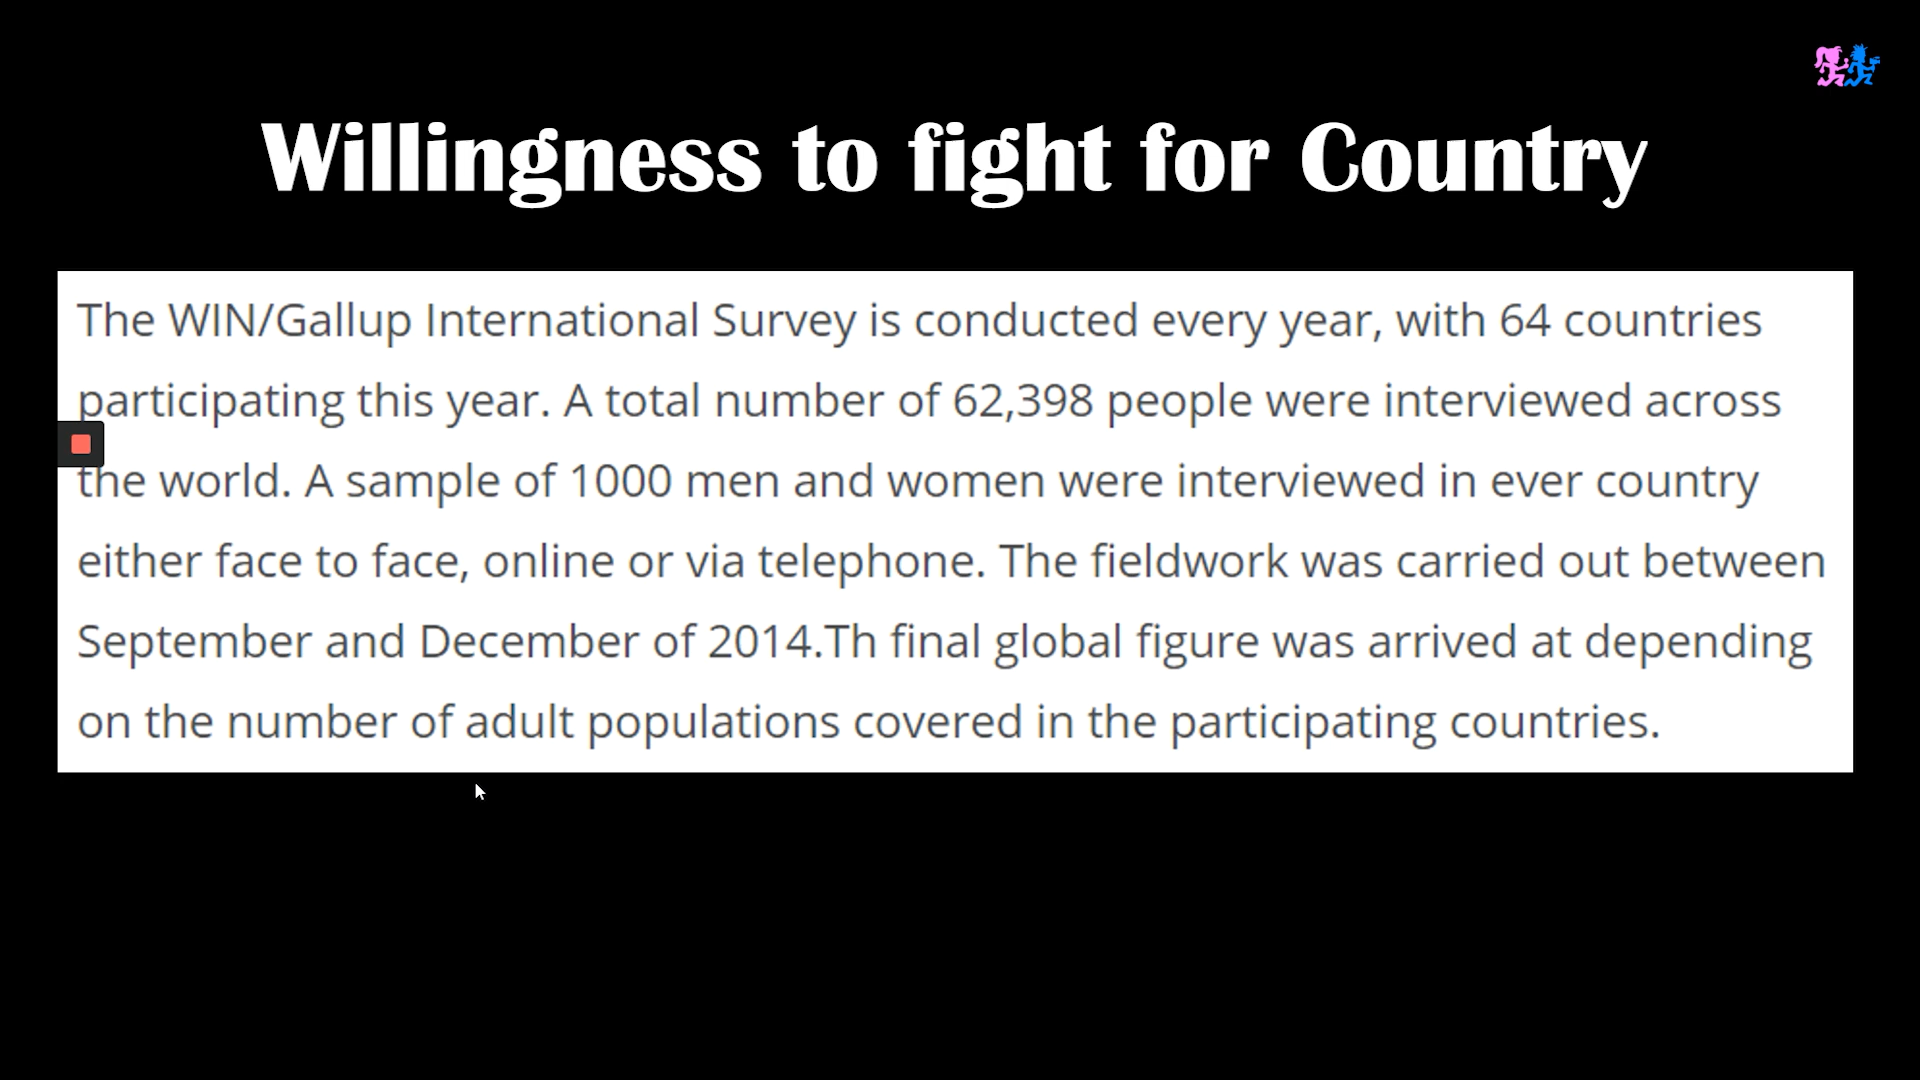 Willingness to fight for Country
The WIN/Gallup International Survey is conducted every year, with 64 countries
participating this year. A total number of 62,398 people were interviewed across
the world. A sample of 1000 men and women were interviewed in ever country
either face to face, online or via telephone. The fieldwork was carried out between
September and December of 2014.Th final global figure was arrived at depending
on the number of adult populations covered in the participating countries.